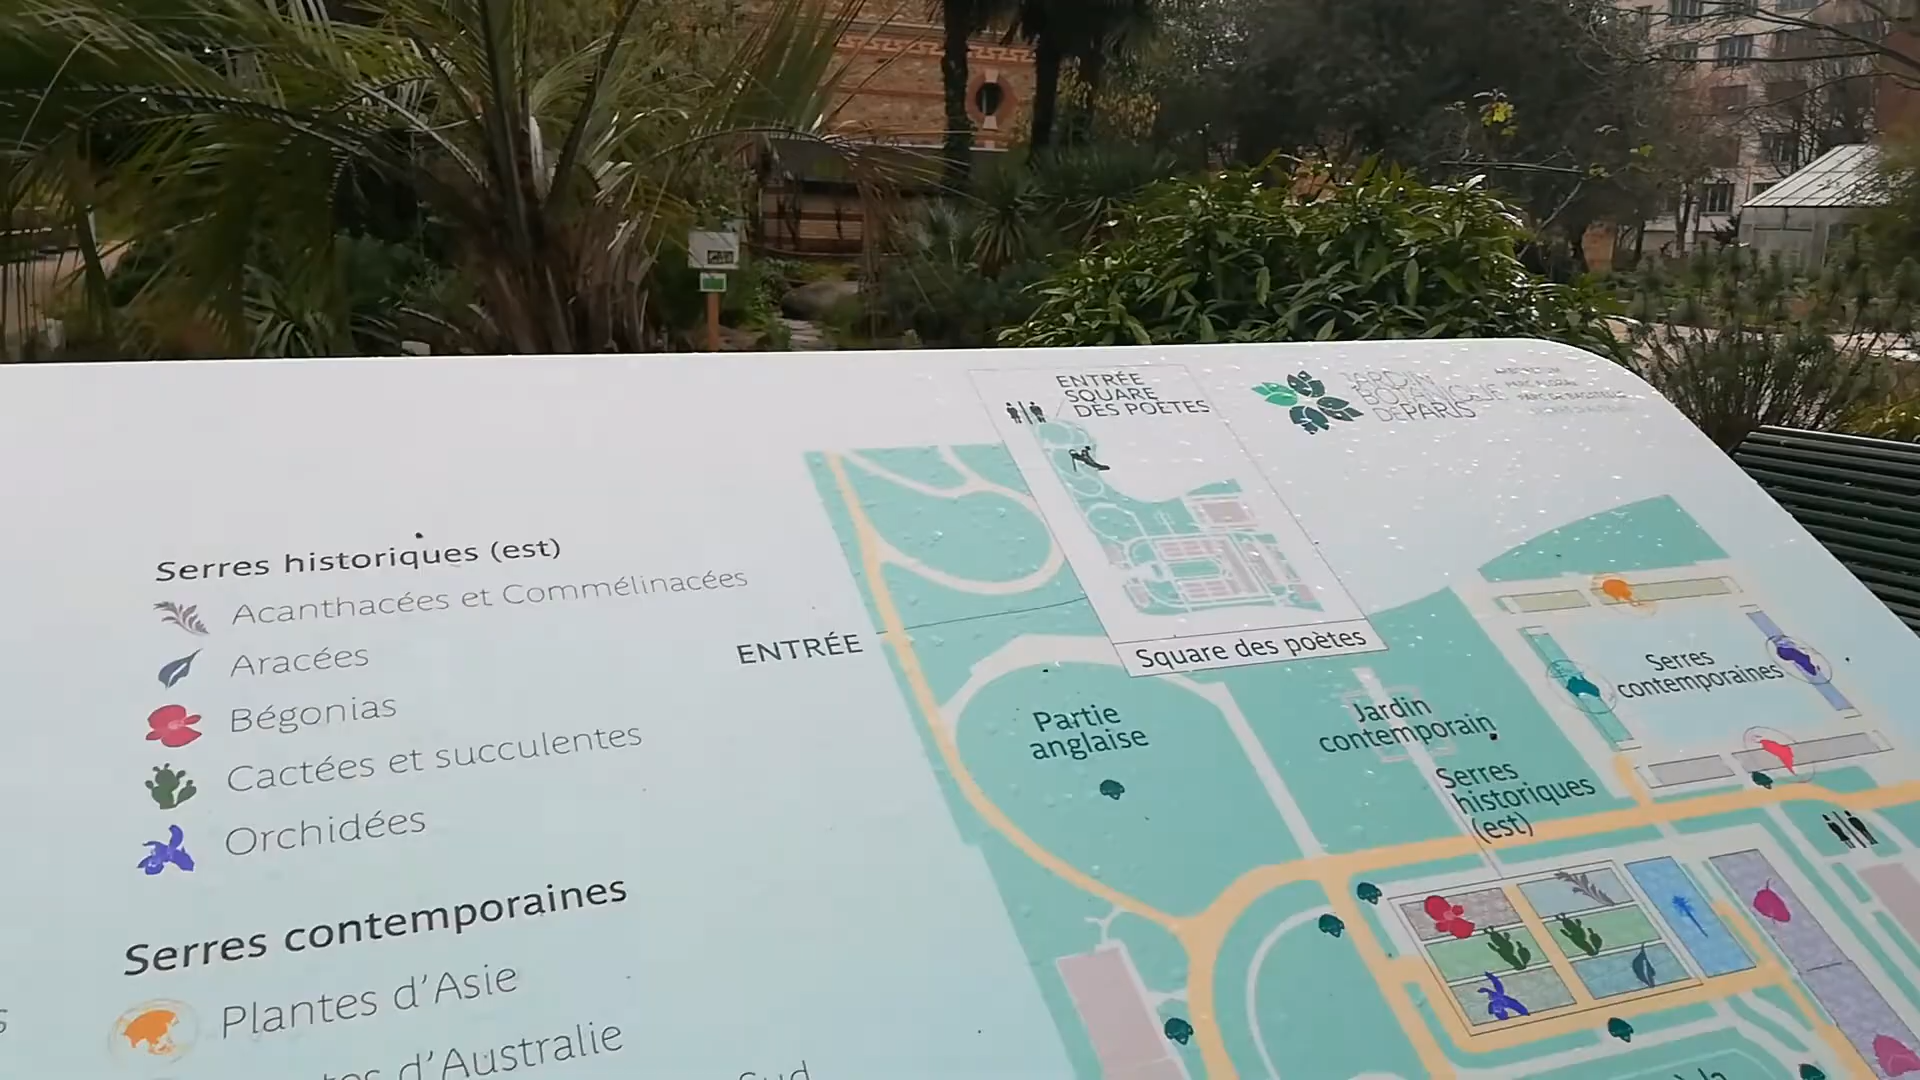 ENTRÉE
SQUARE
DES POÈTES
JARDIN
BOTANIQUE
DE PARIS
Serres historiques (est)
Acanthacées et Commélinacées
Aracées
Bégonias
Cactées et succulentes
Orchidées
Serres contemporaines
Plantes d'Asie
d'Australie
Sud
ENTRÉE
Square des poètes
Partie
anglaise
Jardin
contemporain
Serres
contemporaines
Serres
historiques
(est)